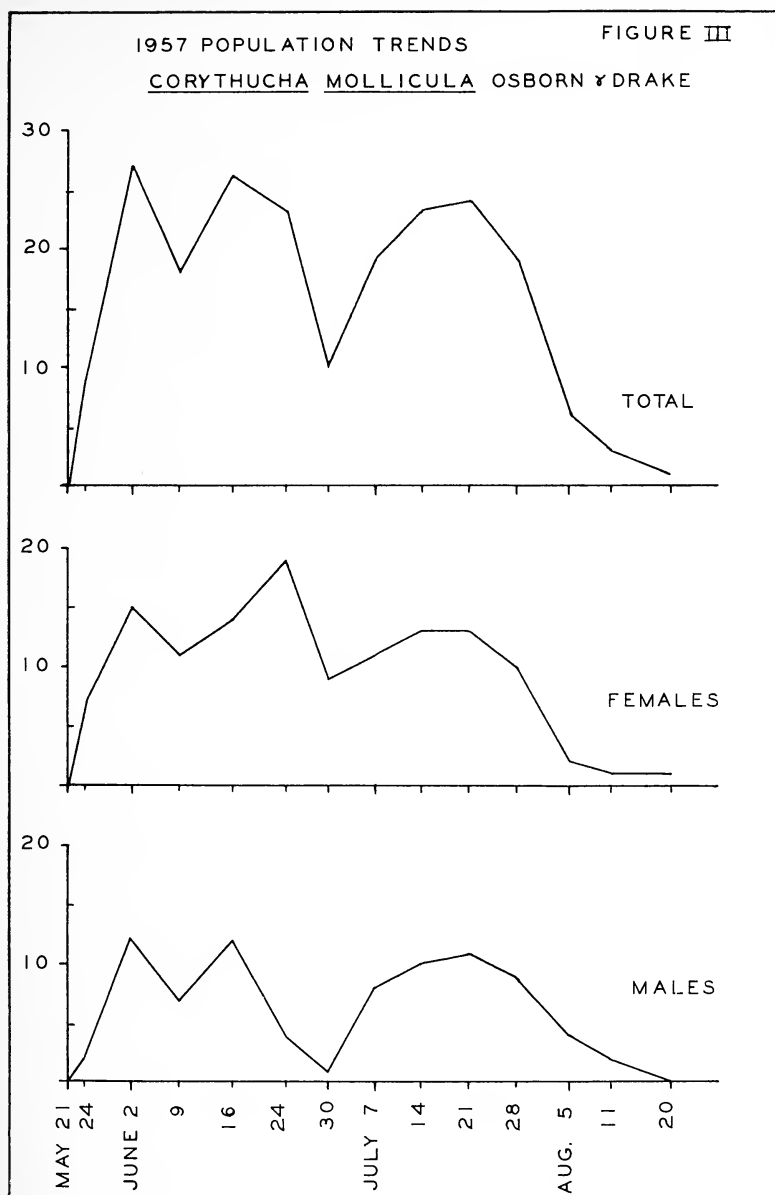 FIGURE III
1957 POPULATION TRENDS
CORYTHUCHA MOLLICULA OSBORN & DRAKE
30
20
10
TOTAL
20
10
FEMALES
20
10
MALES
MAY 21
24
JUNE 2
9
16
24
30
JULY 7
14
21
28
AUG. 5
11
20